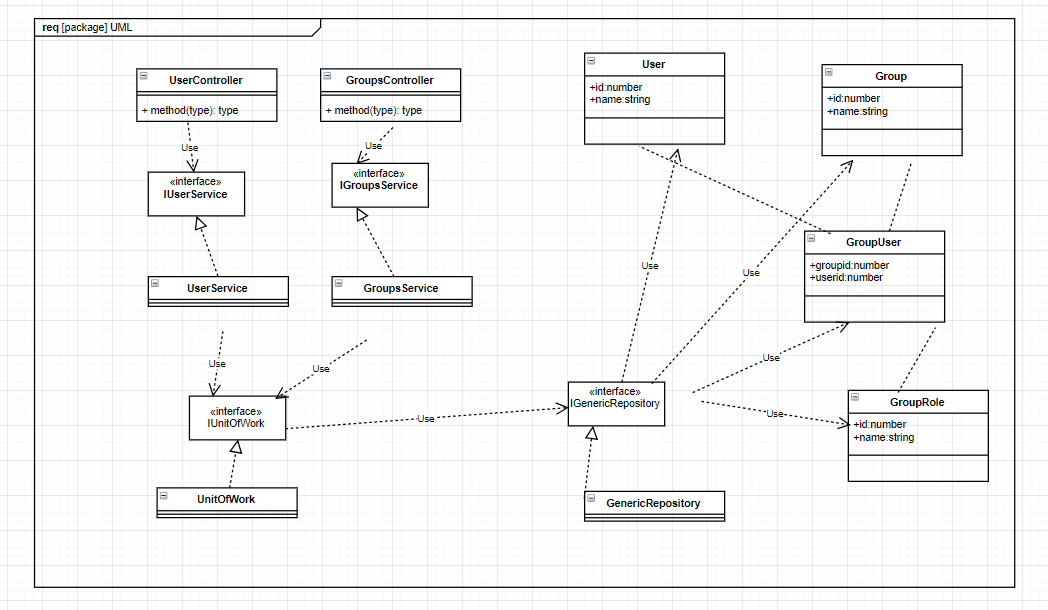 req [package] UML
UserController
+ method(type): type
GroupsController
+ method(type): type
User
+id:number
+name:string
Group
+id:number
+name:string
Use
Use
«interface»
IUserService
«interface»
IGroupsService
GroupUser
+groupid:number
+userid:number
Use
Use
UserService
GroupsService
Use
Use
Use
«interface»
IUnitOfWork
Use
«interface»
IGenericRepository
Use
GroupRole
+id:number
+name:string
UnitOfWork
GenericRepository